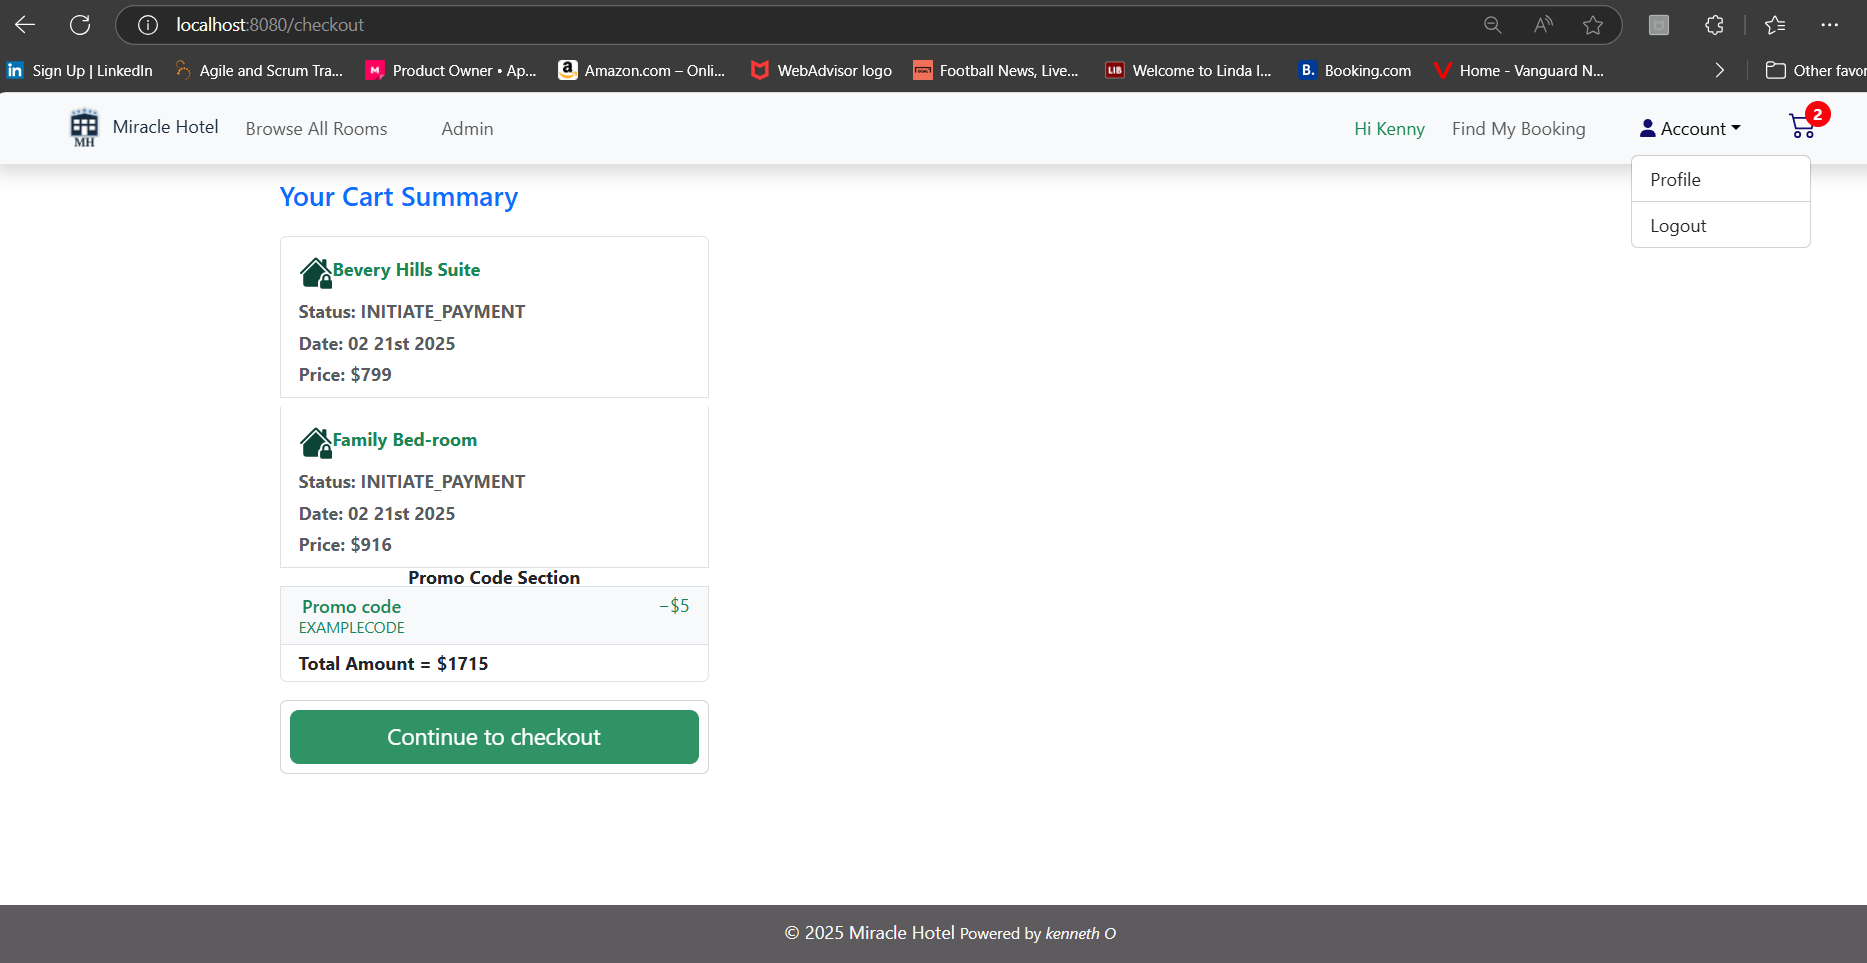 localhost:8080/checkout
Sign Up | LinkedIn
Agile and Scrum Tra...
Product Owner • Ap...
Amazon.com – Onli...
WebAdvisor logo
Football News, Live...
Welcome to Linda I...
Booking.com
Home - Vanguard N...
Other favor
MH
Miracle Hotel
Browse All Rooms
Admin
Hi Kenny
Find My Booking
Account
2
Profile
Logout
Your Cart Summary
Bevery Hills Suite
Status: INITIATE_PAYMENT
Date: 02 21st 2025
Price: $799
Family Bed-room
Status: INITIATE_PAYMENT
Date: 02 21st 2025
Price: $916
Promo Code Section
Promo code −$5
EXAMPLECODE
Total Amount = $1715
Continue to checkout
© 2025 Miracle Hotel Powered by kenneth O